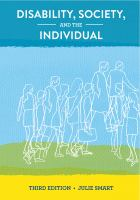 DISABILITY, SOCIETY,
AND THE
INDIVIDUAL
THIRD EDITION • JULIE SMART